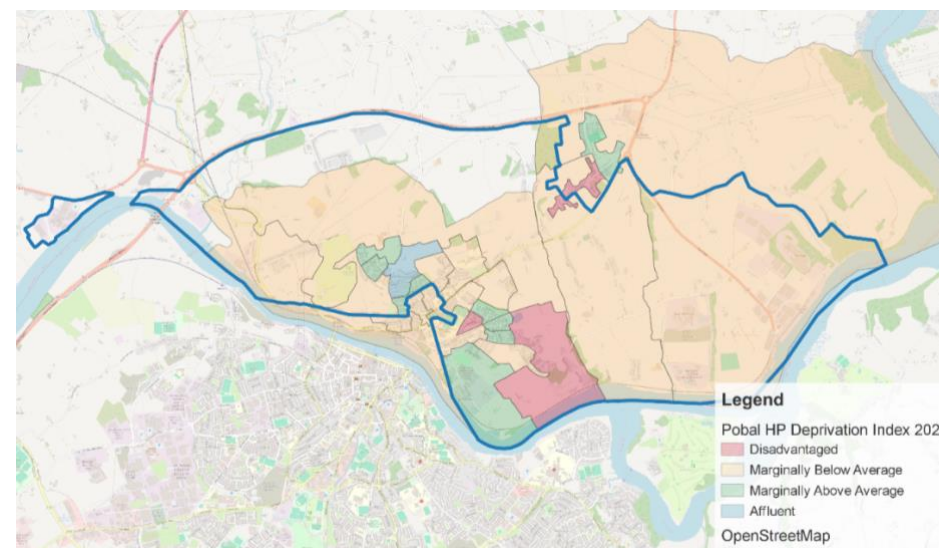 Legend
Pobal HP Deprivation Index 202
Disadvantaged
Marginally Below Average
Marginally Above Average
Affluent
OpenStreetMap